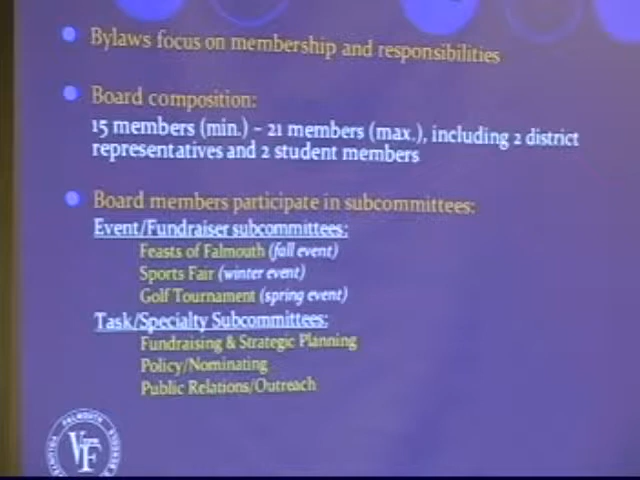 Bylaws focus on membership and responsibilities
Board composition:
15 members (min.) – 21 members (max.), including 2 district
representatives and 2 student members
Board members participate in subcommittees:
Event/Fundraiser subcommittees:
Feasts of Falmouth (fall event)
Sports Fair (winter event)
Golf Tournament (spring event)
Task/Specialty Subcommittees:
Fundraising & Strategic Planning
Policy/Nominating
Public Relations/Outreach
FALMOUTH
VF